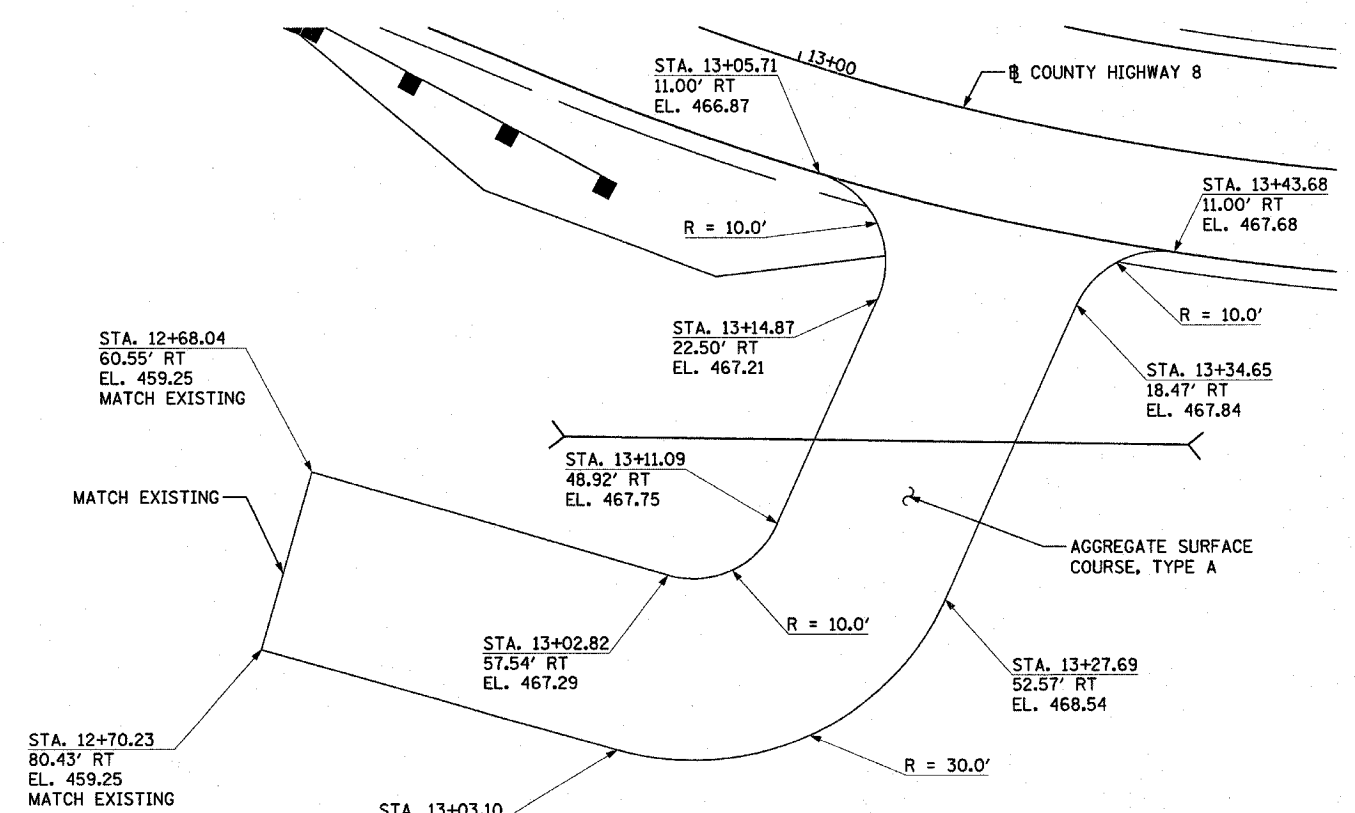 13+00
STA. 13+05.71
11.00' RT
EL. 466.87
℄ COUNTY HIGHWAY 8
STA. 13+43.68
11.00' RT
EL. 467.68
R = 10.0'
R = 10.0'
STA. 13+14.87
22.50' RT
EL. 467.21
STA. 12+68.04
60.55' RT
EL. 459.25
MATCH EXISTING
STA. 13+34.65
18.47' RT
EL. 467.84
STA. 13+11.09
48.92' RT
EL. 467.75
MATCH EXISTING
AGGREGATE SURFACE
COURSE, TYPE A
R = 10.0'
STA. 13+02.82
57.54' RT
EL. 467.29
STA. 13+27.69
52.57' RT
EL. 468.54
STA. 12+70.23
80.43' RT
EL. 459.25
MATCH EXISTING
R = 30.0'
STA. 13+03.10